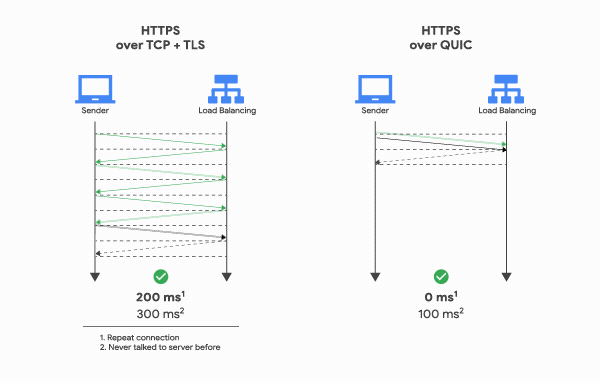 HTTPS
over TCP + TLS
Sender
Load Balancing
200 ms1
300 ms2
1. Repeat connection
2. Never talked to server before
HTTPS
over QUIC
Sender
Load Balancing
0 ms1
100 ms2